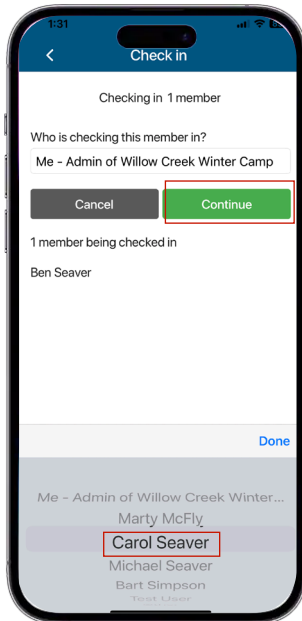 1:31
Check in
Checking in 1 member
Who is checking this member in?
Me - Admin of Willow Creek Winter Camp
Cancel Continue
1 member being checked in
Ben Seaver
Done
Me - Admin of Willow Creek Winter...
Marty McFly
Carol Seaver
Michael Seaver
Bart Simpson
Test User